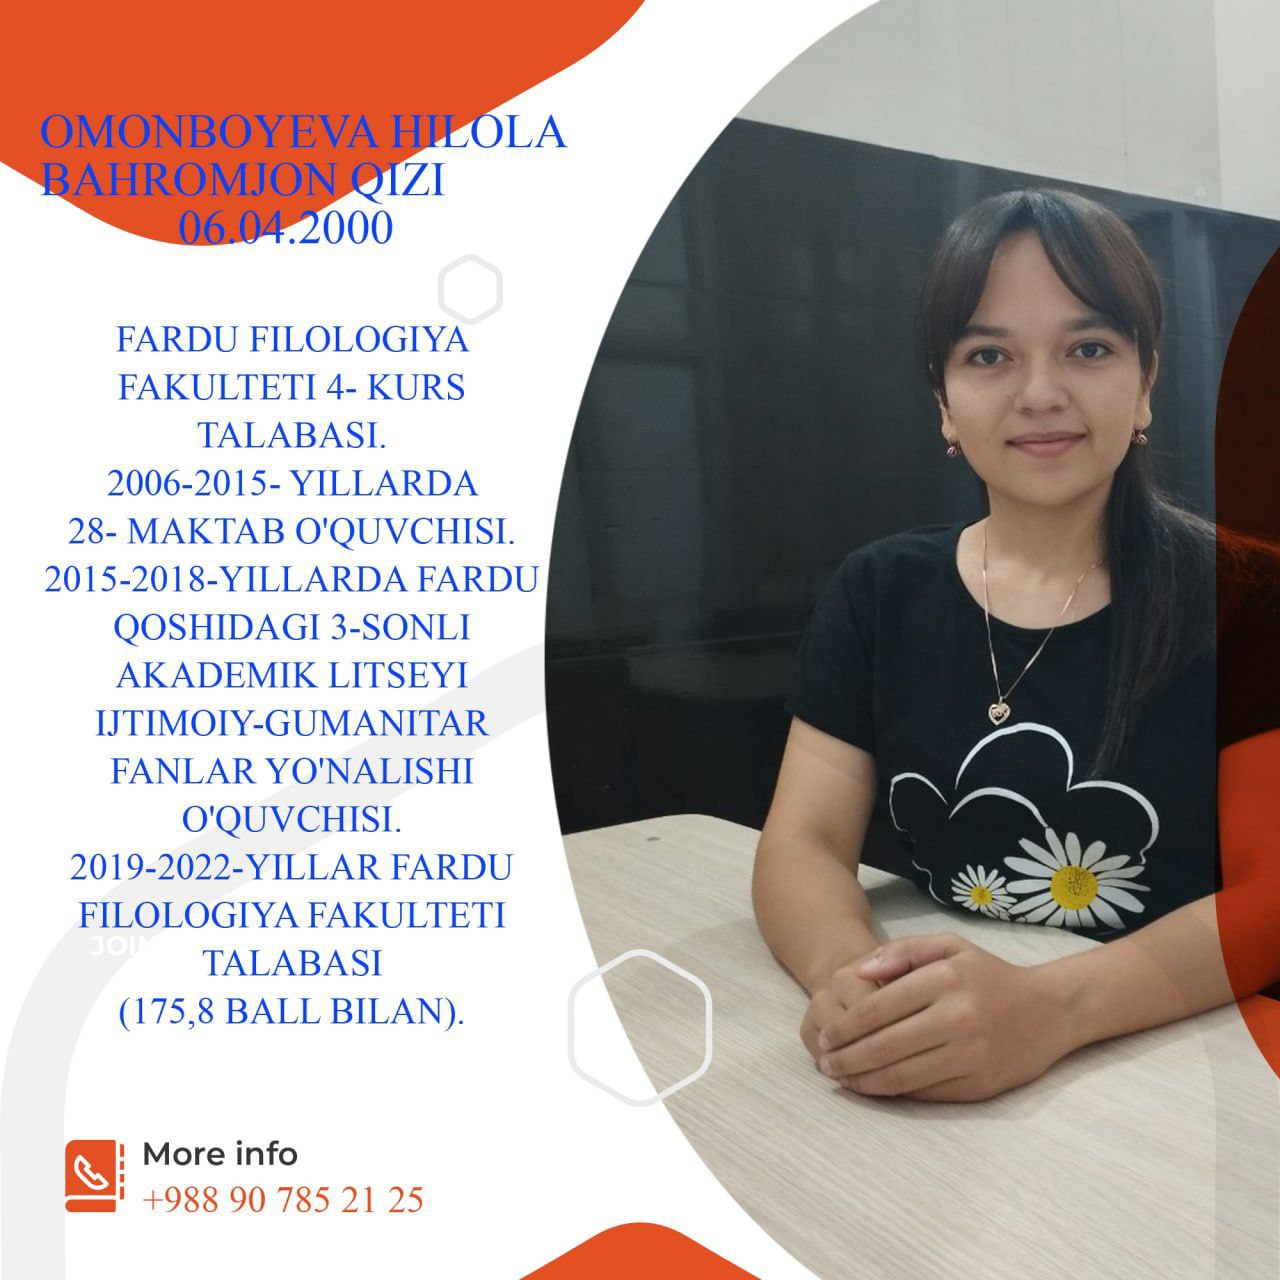 OMONBOYEVA HILOLA
BAHROMJON QIZI
06.04.2000
FARDU FILOLOGIYA
FAKULTETI 4- KURS
TALABASI.
2006-2015- YILLARDA
28- MAKTAB O'QUVCHISI.
2015-2018-YILLARDA FARDU
QOSHIDAGI 3-SONLI
AKADEMIK LITSEYI
IJTIMOIY-GUMANITAR
FANLAR YO'NALISHI
O'QUVCHISI.
2019-2022-YILLAR FARDU
FILOLOGIYA FAKULTETI
TALABASI
(175,8 BALL BILAN).
More info
+988 90 785 21 25